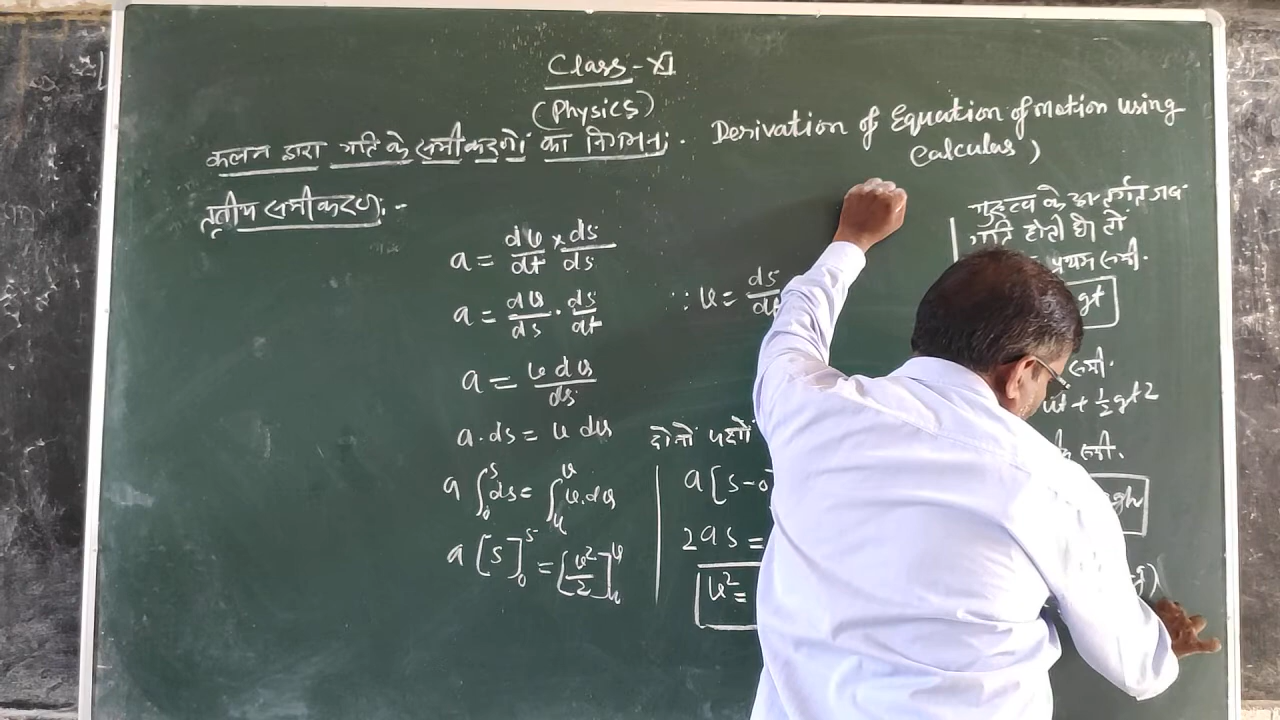 Class - XI
(Physics)
कलन द्वारा गति के समीकरणों का निगमन:- Derivation of Equation of motion using
Calculas)
तृतीय समीकरण:-
a = dv/dt × ds/ds
a = dv/ds · ds/dt
∵ v = ds/dt
a = v dv/ds
a·ds = v dv
दोनों पक्षों
a ∫₀ˢ ds = ∫ᵤᵛ v.dv
a [s]₀ˢ = [v²/2]ᵤᵛ
a[s-0]
2as =
v² =
गुरुत्व के अन्तर्गत जब
गति होती है तो
प्रथम समी.
gt
समी.
ut + ½gt2
समी.
2gh